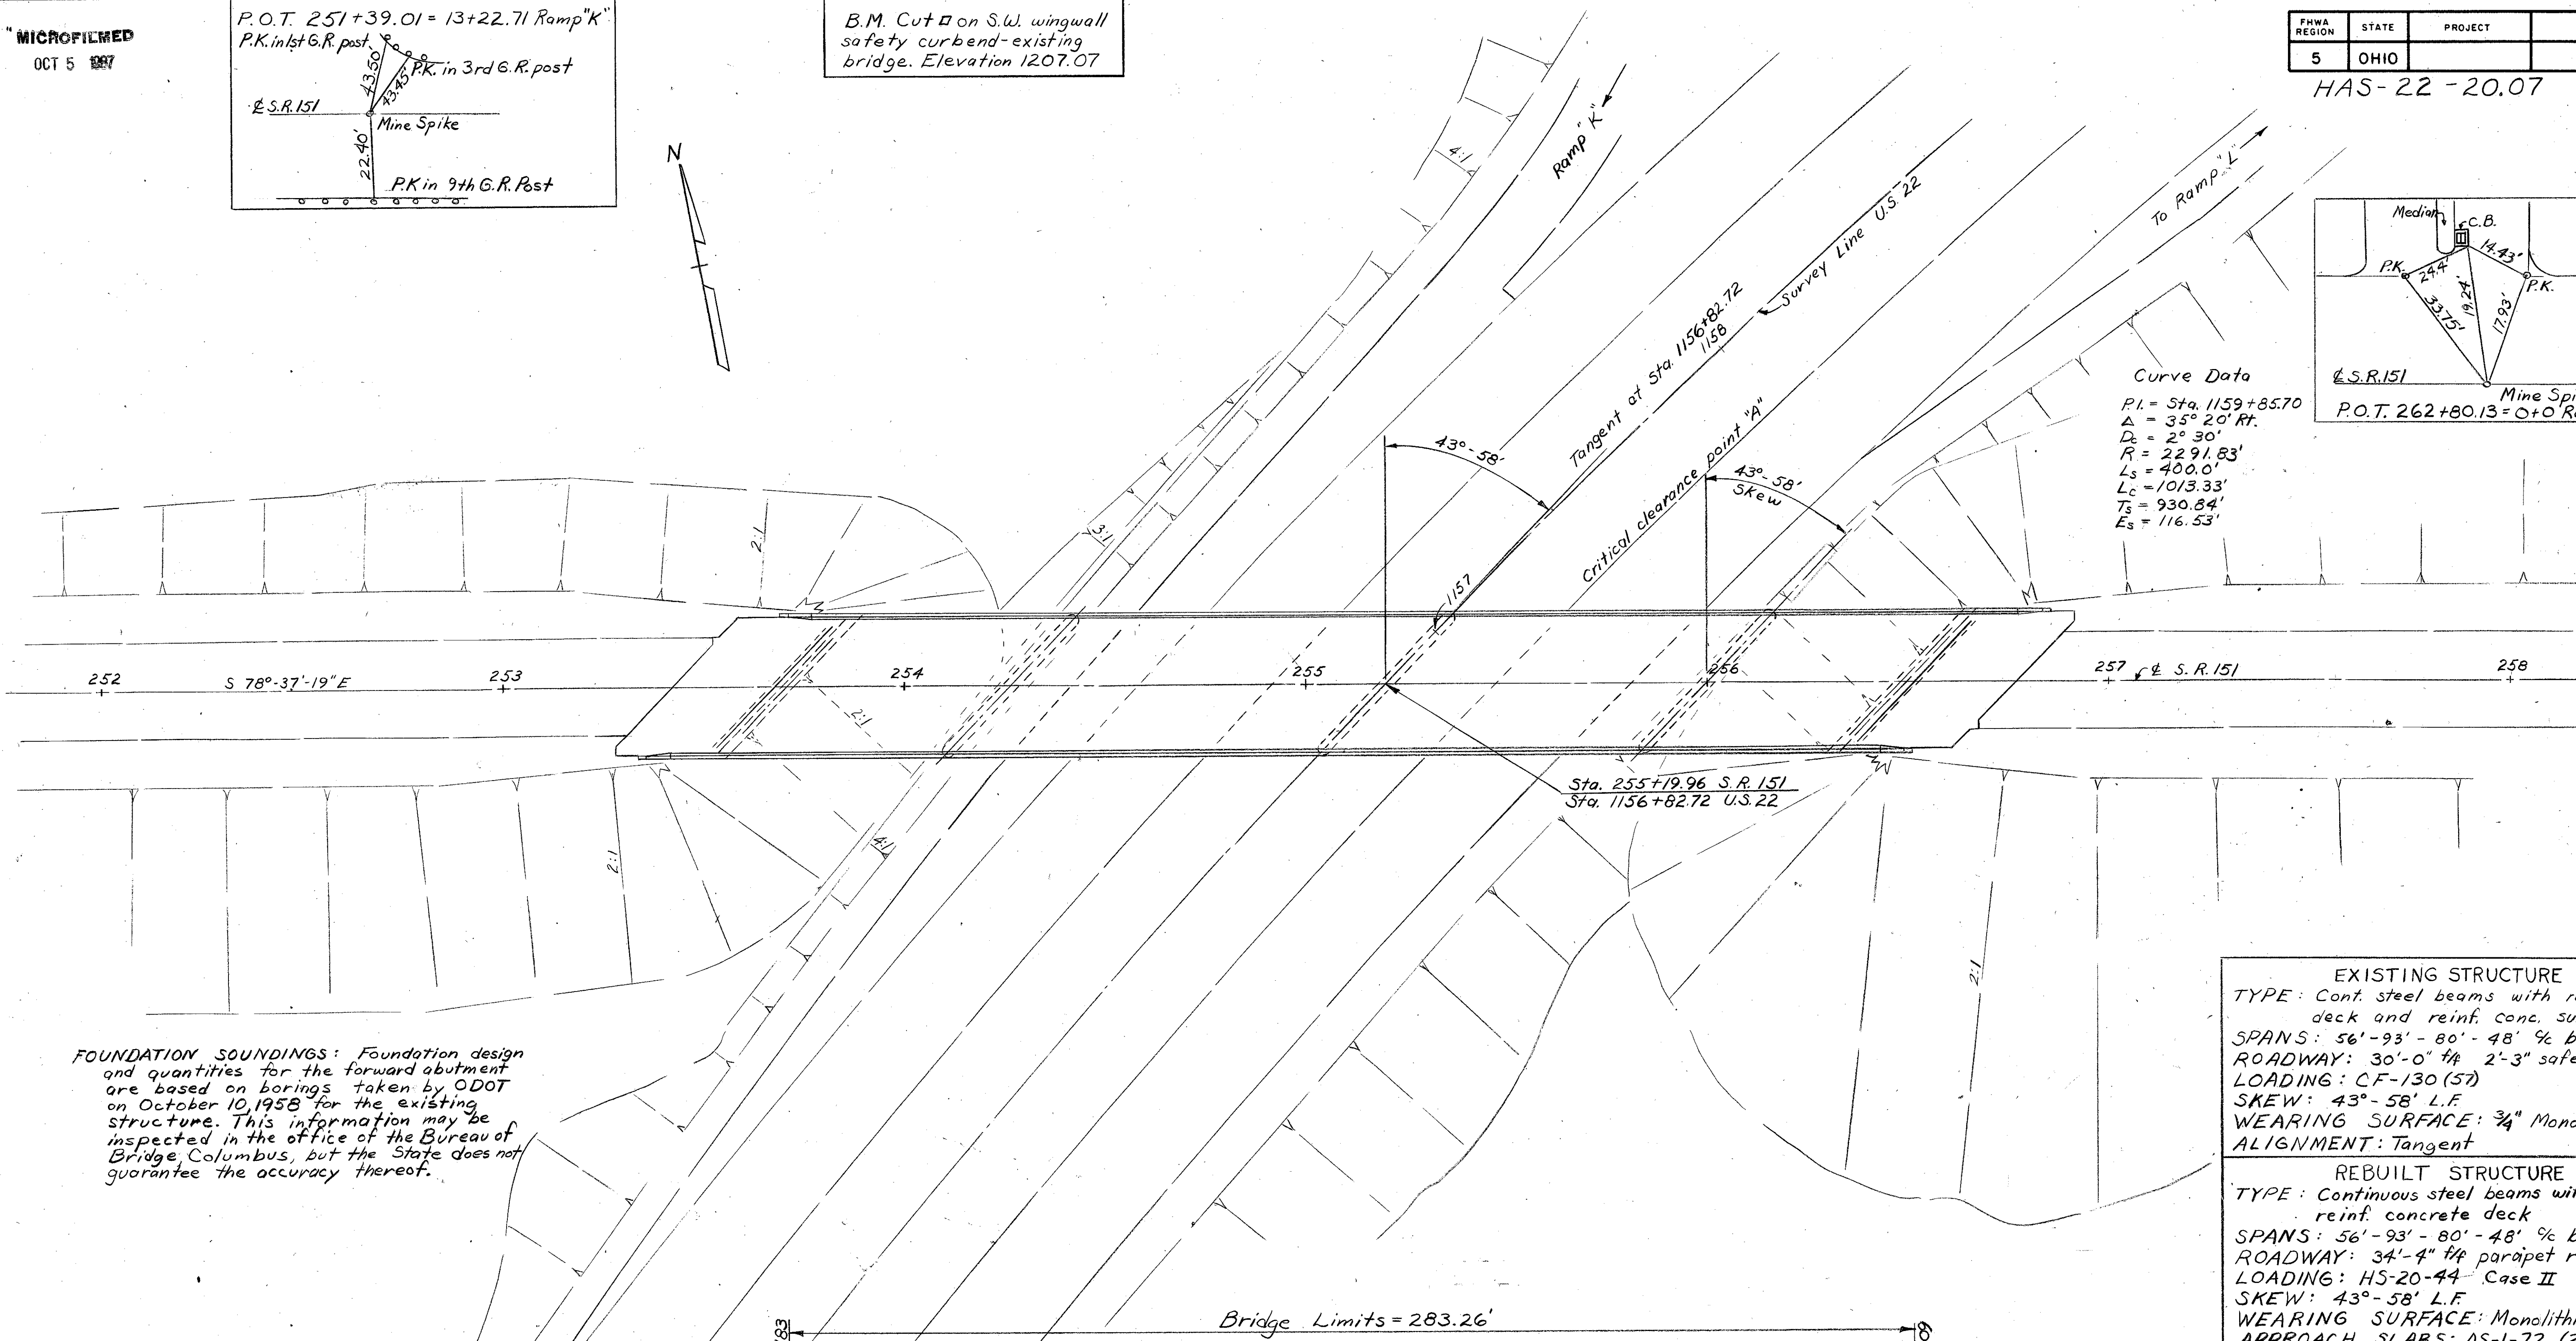 "MICROFILMED
OCT 5 1987
P.O.T. 251+39.01 = 13+22.71 Ramp "K"
P.K. in 1st G.R. post
43.50'
43.45'
P.K. in 3rd G.R. post
℄ S.R. 151
Mine Spike
22.40'
P.K in 9th G.R. Post
B.M. Cut □ on S.W. wingwall
safety curb end-existing
bridge. Elevation 1207.07
FHWA REGION STATE PROJECT
5 OHIO
HAS-22-20.07
N
Ramp "K"
4:1
U.S. 22
Survey Line
To Ramp "L"
Tangent at Sta. 1156+82.72
1158
Critical clearance point "A"
43°-58'
43°-58'
Skew
3:1
2:1
1157
Median
C.B.
P.K.
24.4'
14.43'
P.K.
33.75'
19.24'
17.93'
℄ S.R. 151
Mine Spi
P.O.T. 262+80.13 = 0+0 R
Curve Data
P.I. = Sta. 1159+85.70
Δ = 35° 20' Rt.
Dc = 2° 30'
R = 2291.83'
Ls = 400.0'
Lc = 1013.33'
Ts = 930.84'
Es = 116.53'
252
S 78°-37'-19" E
253
254
255
256
257
℄ S.R. 151
258
2:1
Sta. 255+19.96 S.R. 151
Sta. 1156+82.72 U.S. 22
4:1
2:1
2:1
FOUNDATION SOUNDINGS: Foundation design
and quantities for the forward abutment
are based on borings taken by ODOT
on October 10, 1958 for the existing
structure. This information may be
inspected in the office of the Bureau of
Bridge, Columbus, but the State does not
guarantee the accuracy thereof.
EXISTING STRUCTURE
TYPE: Cont. steel beams with r
deck and reinf. conc. su
SPANS: 56'-93'-80'-48' c/c b
ROADWAY: 30'-0" f/f 2'-3" safe
LOADING: CF-130 (57)
SKEW: 43°-58' L.F.
WEARING SURFACE: 3/4" Mono
ALIGNMENT: Tangent
REBUILT STRUCTURE
TYPE: Continuous steel beams wi
reinf. concrete deck
SPANS: 56'-93'-80'-48' c/c b
ROADWAY: 34'-4" f/f parapet r
LOADING: HS-20-44 Case II
SKEW: 43°-58' L.F.
WEARING SURFACE: Monolith
APPROACH SLABS: AS-1-72
Bridge Limits = 283.26'
83